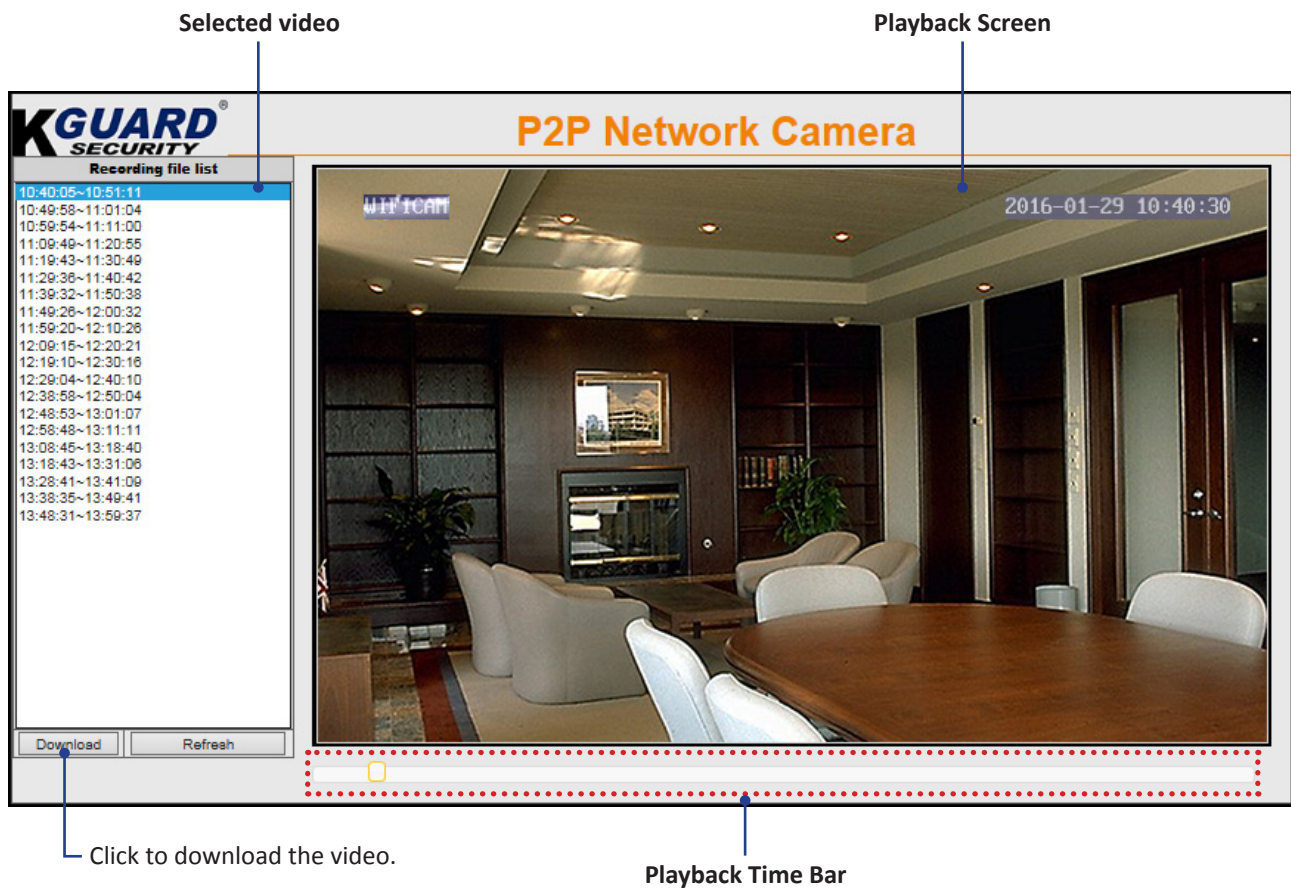 Selected video
Playback Screen
KGUARD®
SECURITY
P2P Network Camera
Recording file list
10:40:05~10:51:11
10:49:58~11:01:04
10:59:54~11:11:00
11:09:49~11:20:55
11:19:43~11:30:49
11:29:36~11:40:42
11:39:32~11:50:38
11:49:26~12:00:32
11:59:20~12:10:26
12:09:15~12:20:21
12:19:10~12:30:16
12:29:04~12:40:10
12:38:58~12:50:04
12:48:53~13:01:07
12:58:48~13:11:11
13:08:45~13:18:40
13:18:43~13:31:06
13:28:41~13:41:09
13:38:35~13:49:41
13:48:31~13:59:37
WIFICAM
2016-01-29 10:40:30
Download
Refresh
Click to download the video.
Playback Time Bar